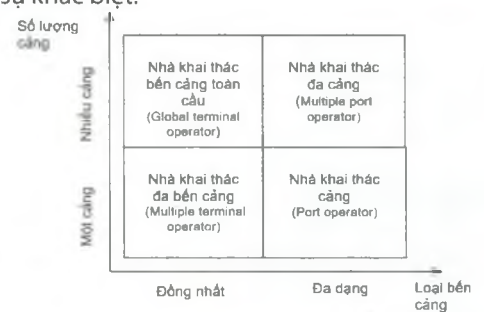 sự khác biệt.
Số lượng
cảng
Nhiều cảng
Nhà khai thác
bến cảng toàn
cầu
(Global terminal
operator)
Nhà khai thác
đa cảng
(Multiple port
operator)
Một cảng
Nhà khai thác
đa bến cảng
(Multiple terminal
operator)
Nhà khai thác
cảng
(Port operator)
Đồng nhất
Đa dạng
Loại bến
cảng